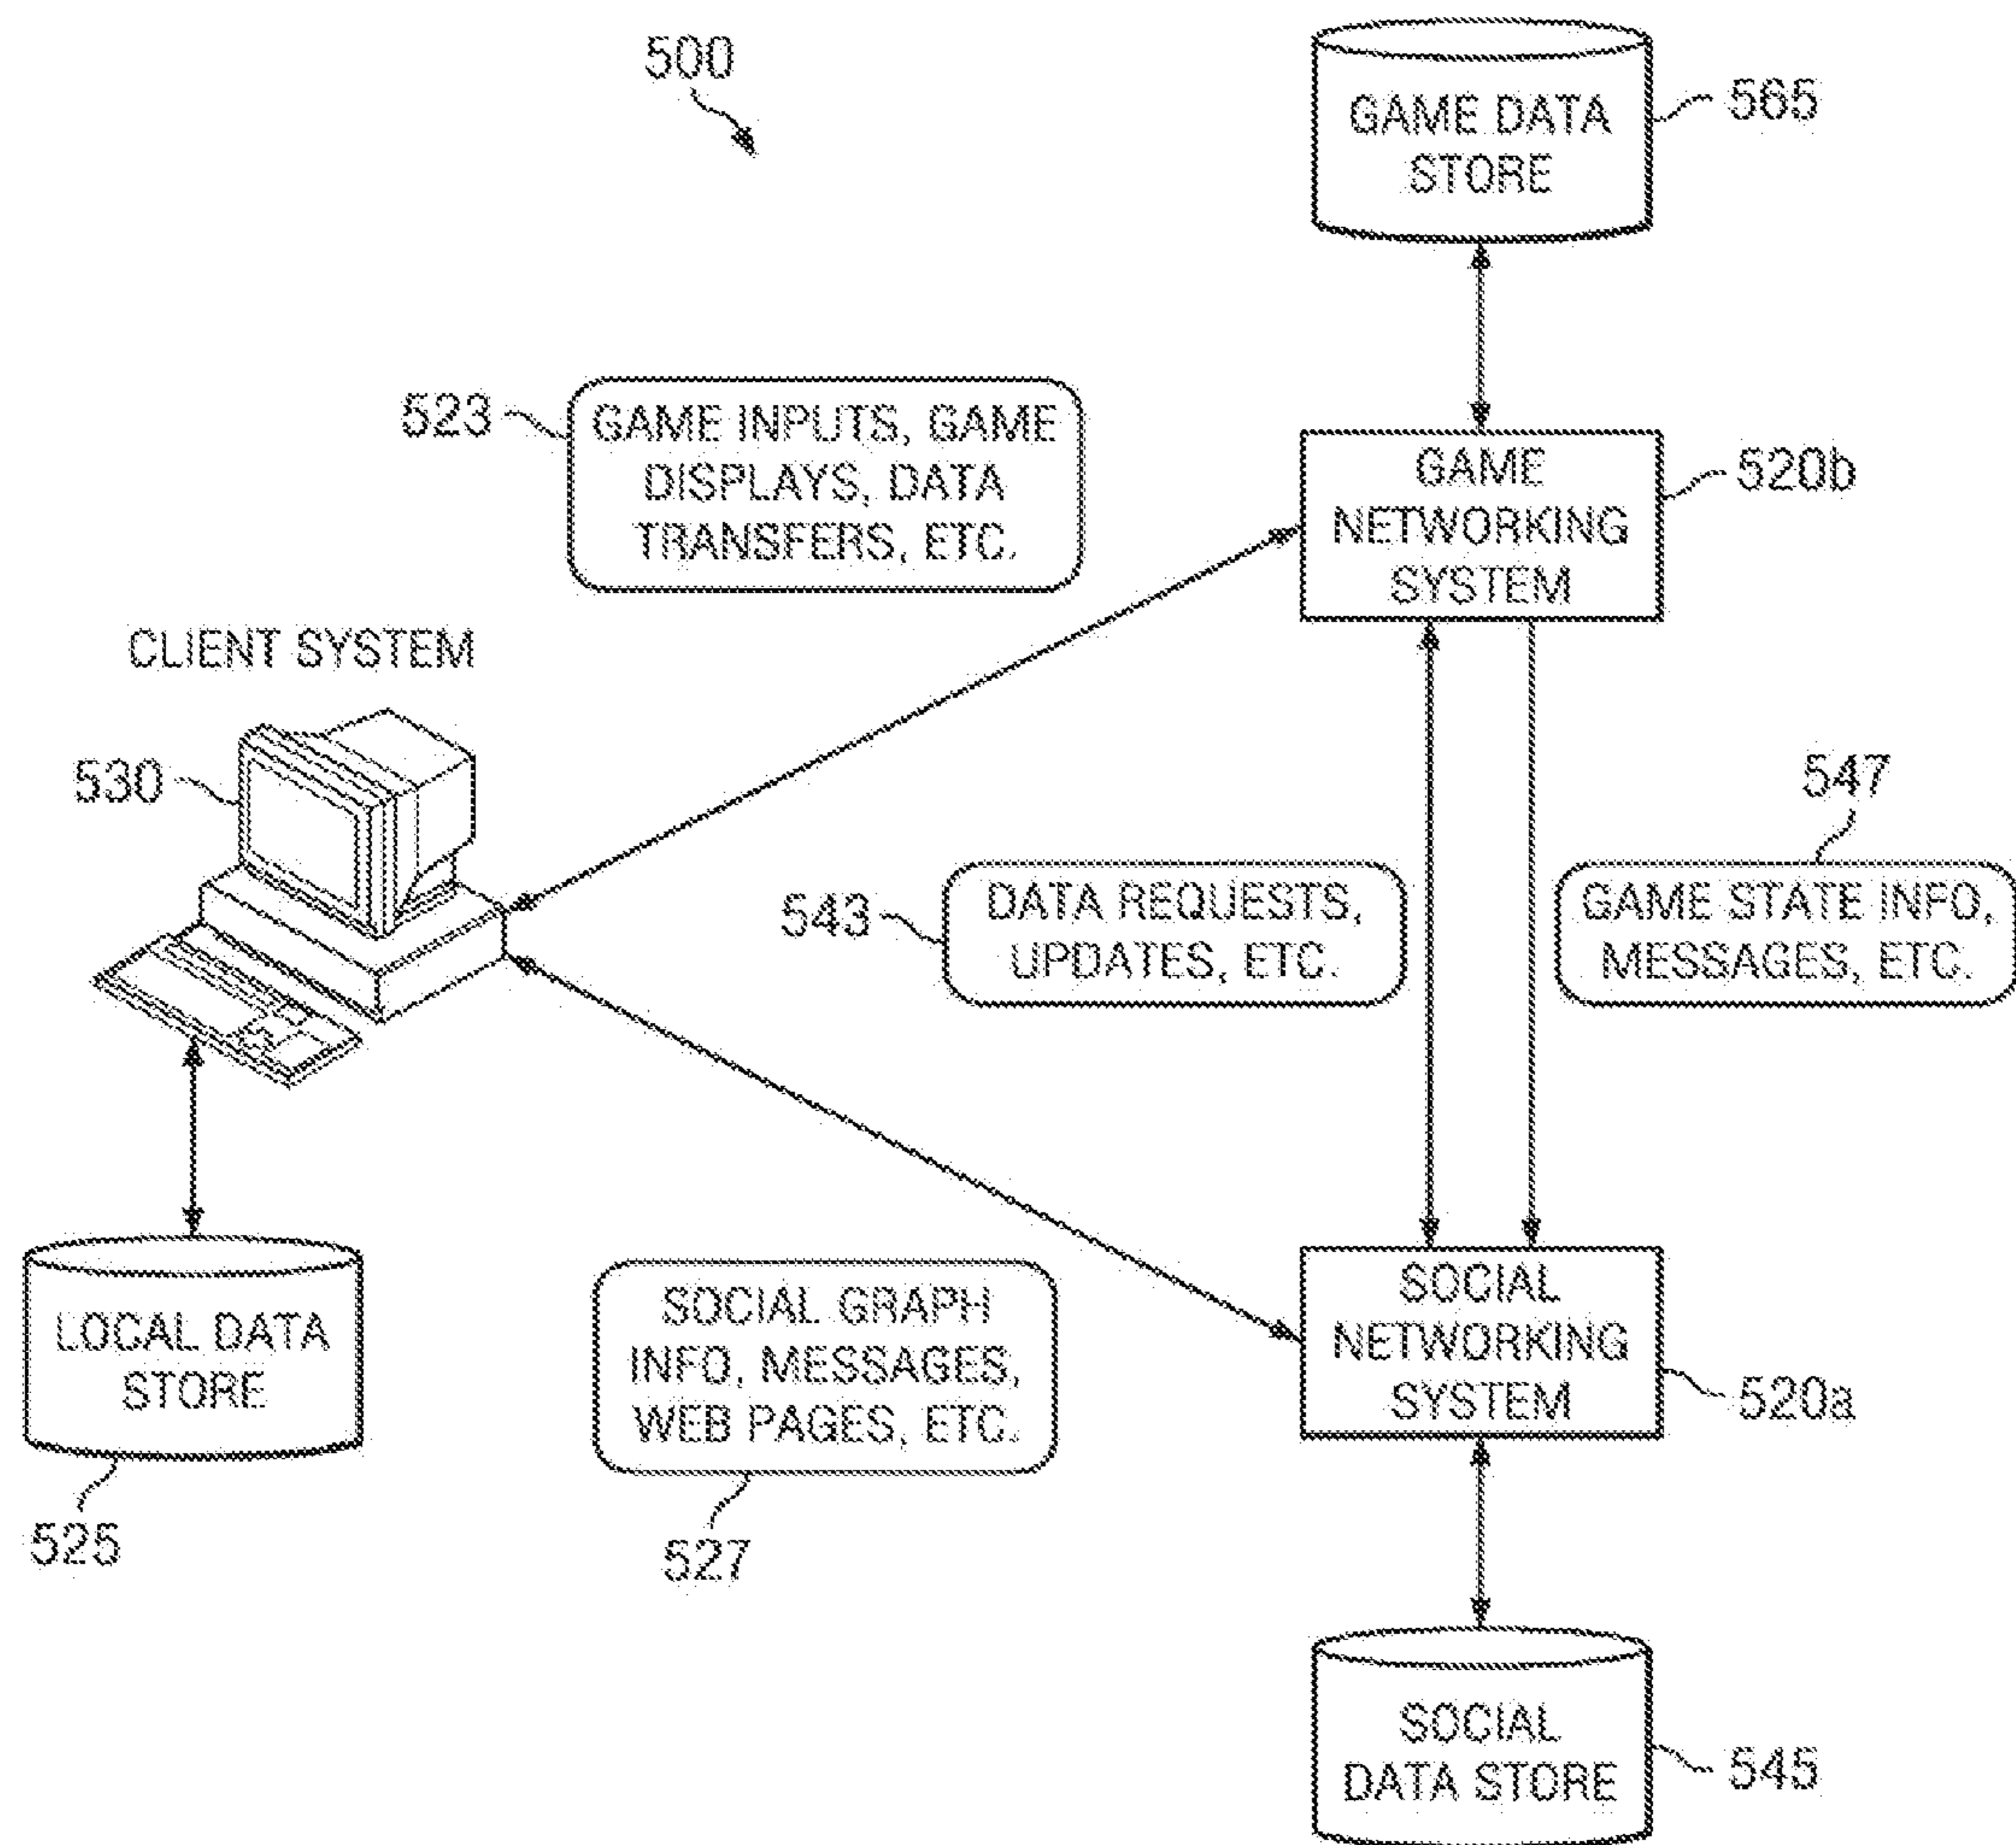 500
GAME DATA
STORE
565
523
GAME INPUTS, GAME
DISPLAYS, DATA
TRANSFERS, ETC.
GAME
NETWORKING
SYSTEM
520b
CLIENT SYSTEM
530
547
543
DATA REQUESTS,
UPDATES, ETC.
GAME STATE INFO,
MESSAGES, ETC.
LOCAL DATA
STORE
525
SOCIAL GRAPH
INFO, MESSAGES,
WEB PAGES, ETC.
527
SOCIAL
NETWORKING
SYSTEM
520a
SOCIAL
DATA STORE
545